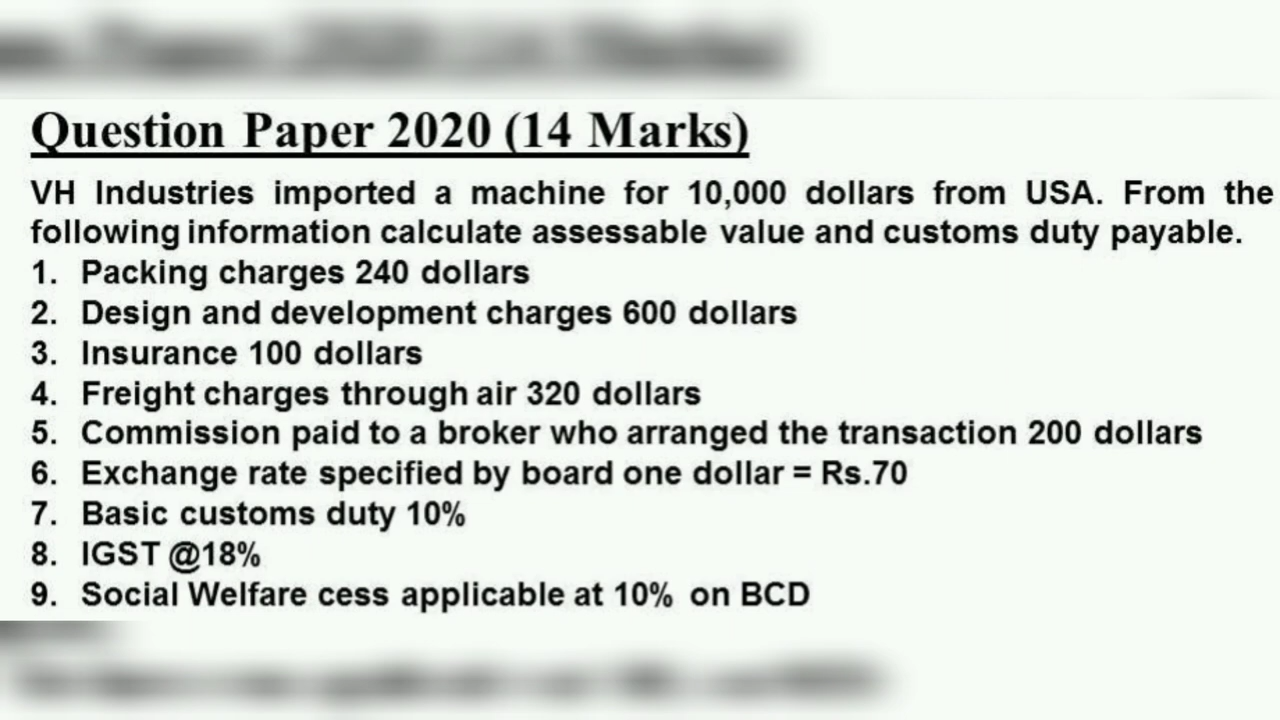 Question Paper 2020 (14 Marks)
VH Industries imported a machine for 10,000 dollars from USA. From the
following information calculate assessable value and customs duty payable.
1. Packing charges 240 dollars
2. Design and development charges 600 dollars
3. Insurance 100 dollars
4. Freight charges through air 320 dollars
5. Commission paid to a broker who arranged the transaction 200 dollars
6. Exchange rate specified by board one dollar = Rs.70
7. Basic customs duty 10%
8. IGST @18%
9. Social Welfare cess applicable at 10% on BCD